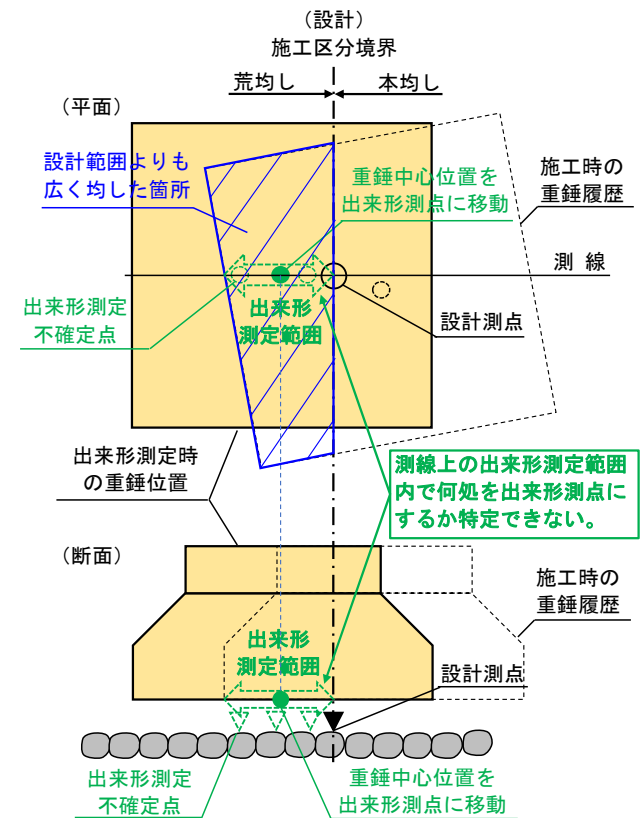 （設計）
施工区分境界
荒均し
本均し
（平面）
設計範囲よりも
広く均した箇所
重錘中心位置を
出来形測点に移動
施工時の
重錘履歴
測 線
出来形測定
不確定点
出来形
測定範囲
設計測点
出来形測定時
の重錘位置
測線上の出来形測定範囲
内で何処を出来形測点に
するか特定できない。
（断面）
施工時の
重錘履歴
出来形
測定範囲
設計測点
出来形測定
不確定点
重錘中心位置を
出来形測点に移動